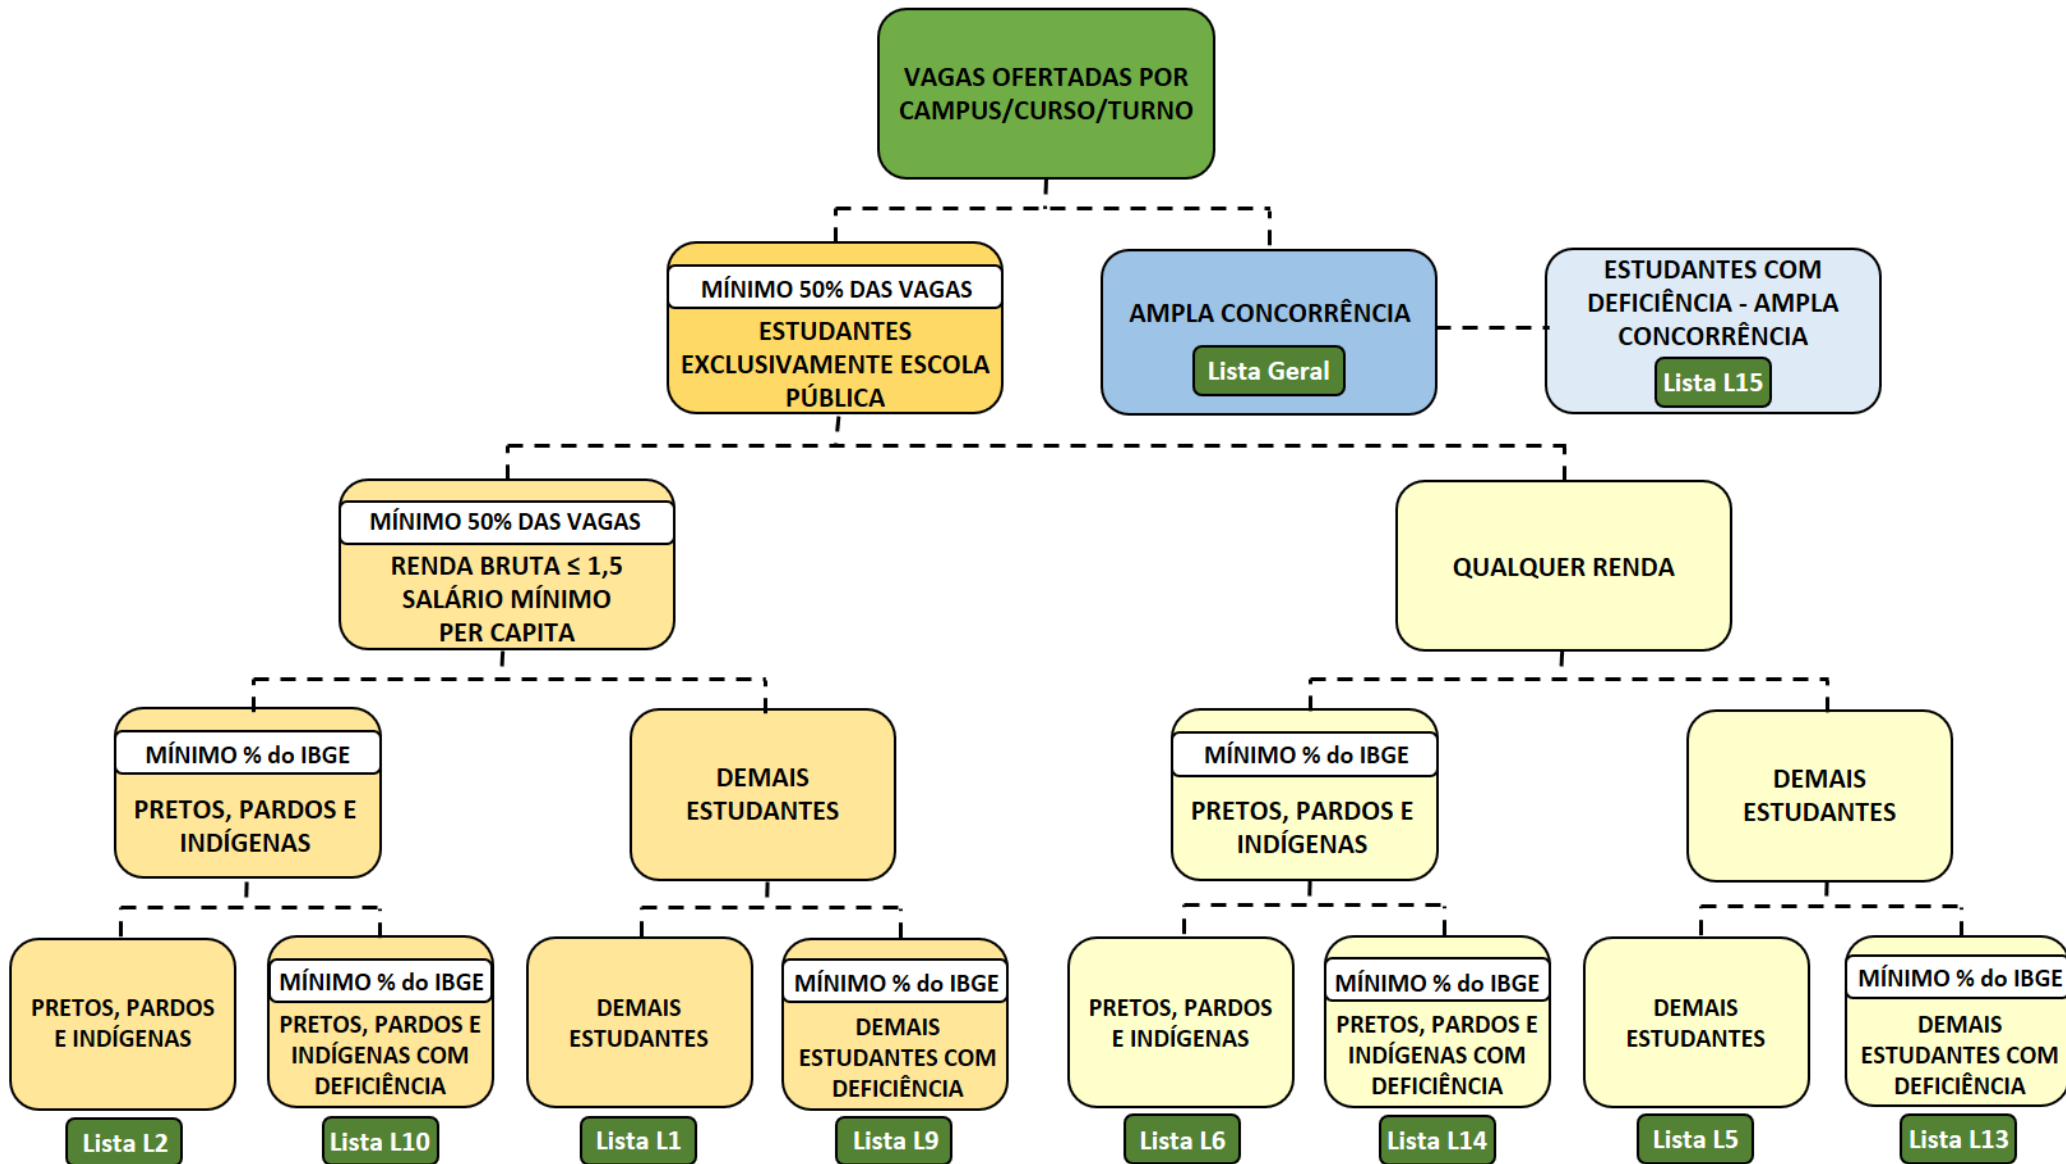 VAGAS OFERTADAS POR
CAMPUS/CURSO/TURNO
MÍNIMO 50% DAS VAGAS
ESTUDANTES
EXCLUSIVAMENTE ESCOLA
PÚBLICA
AMPLA CONCORRÊNCIA
Lista Geral
ESTUDANTES COM
DEFICIÊNCIA - AMPLA
CONCORRÊNCIA
Lista L15
MÍNIMO 50% DAS VAGAS
RENDA BRUTA ≤ 1,5
SALÁRIO MÍNIMO
PER CAPITA
QUALQUER RENDA
MÍNIMO % do IBGE
PRETOS, PARDOS E
INDÍGENAS
DEMAIS
ESTUDANTES
MÍNIMO % do IBGE
PRETOS, PARDOS E
INDÍGENAS
DEMAIS
ESTUDANTES
PRETOS, PARDOS
E INDÍGENAS
Lista L2
MÍNIMO % do IBGE
PRETOS, PARDOS E
INDÍGENAS COM
DEFICIÊNCIA
Lista L10
DEMAIS
ESTUDANTES
Lista L1
MÍNIMO % do IBGE
DEMAIS
ESTUDANTES COM
DEFICIÊNCIA
Lista L9
PRETOS, PARDOS
E INDÍGENAS
Lista L6
MÍNIMO % do IBGE
PRETOS, PARDOS E
INDÍGENAS COM
DEFICIÊNCIA
Lista L14
DEMAIS
ESTUDANTES
Lista L5
MÍNIMO % do IBGE
DEMAIS
ESTUDANTES COM
DEFICIÊNCIA
Lista L13